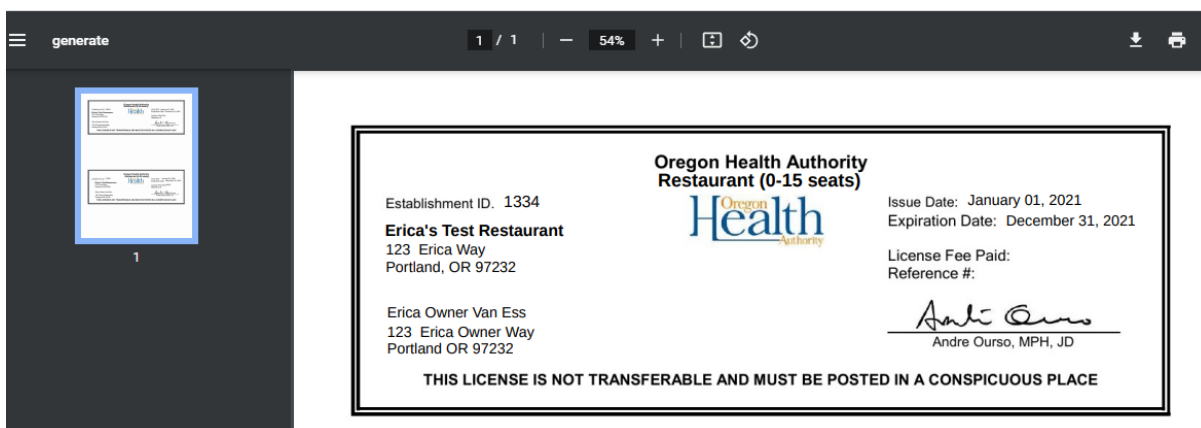 generate
1 / 1
54%
1
Oregon Health Authority
Restaurant (0-15 seats)
Oregon
Health
Authority
Establishment ID. 1334
Erica's Test Restaurant
123 Erica Way
Portland, OR 97232
Erica Owner Van Ess
123 Erica Owner Way
Portland OR 97232
Issue Date: January 01, 2021
Expiration Date: December 31, 2021
License Fee Paid:
Reference #:
Andre Ourso, MPH, JD
THIS LICENSE IS NOT TRANSFERABLE AND MUST BE POSTED IN A CONSPICUOUS PLACE